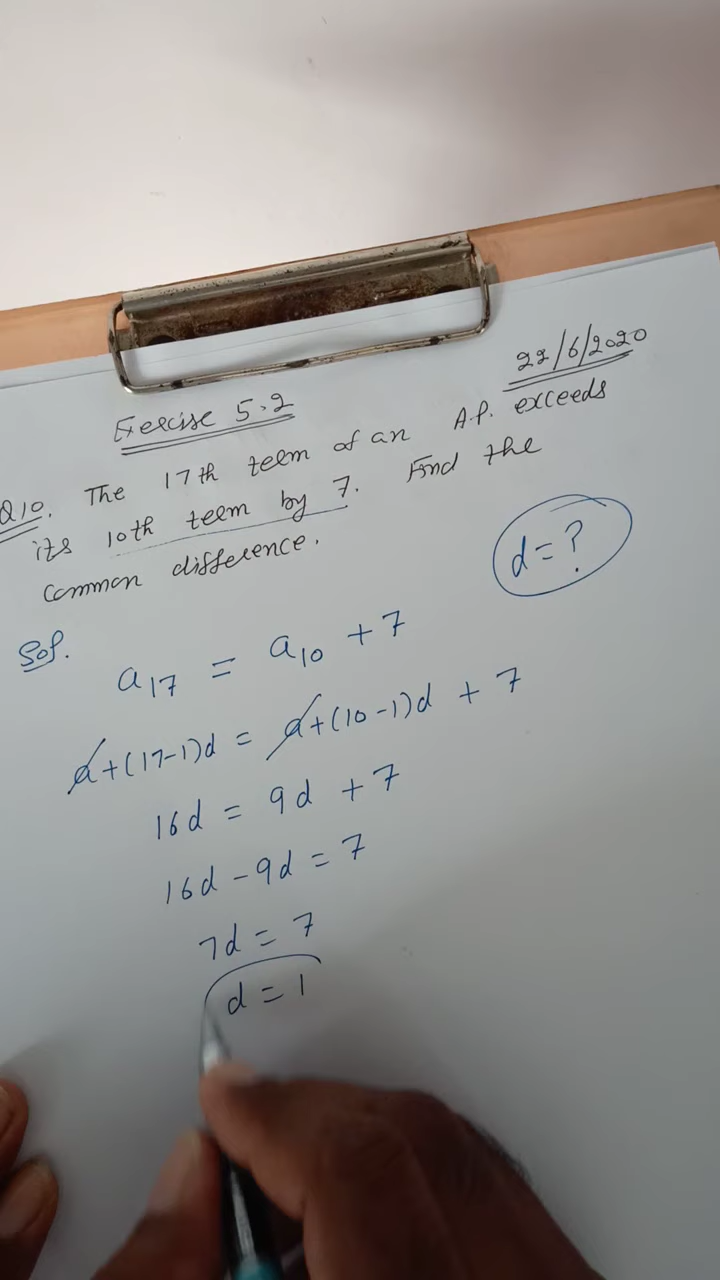 22/6/2020
Exercise 5.2
Q10. The 17th term of an A.P. exceeds
its 10th term by 7. Find the
common difference.
d = ?
Sol.
a17 = a10 + 7
a+(17-1)d = a+(10-1)d + 7
16d = 9d + 7
16d - 9d = 7
7d = 7
d = 1